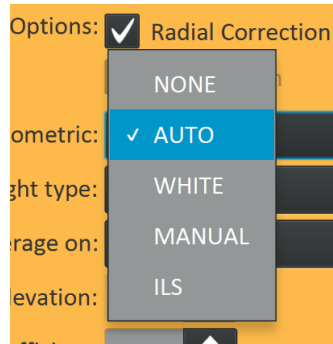 Options: ✓ Radial Correction
NONE
ometric: ✓ AUTO
ght type: WHITE
erage on: MANUAL
levation: ILS